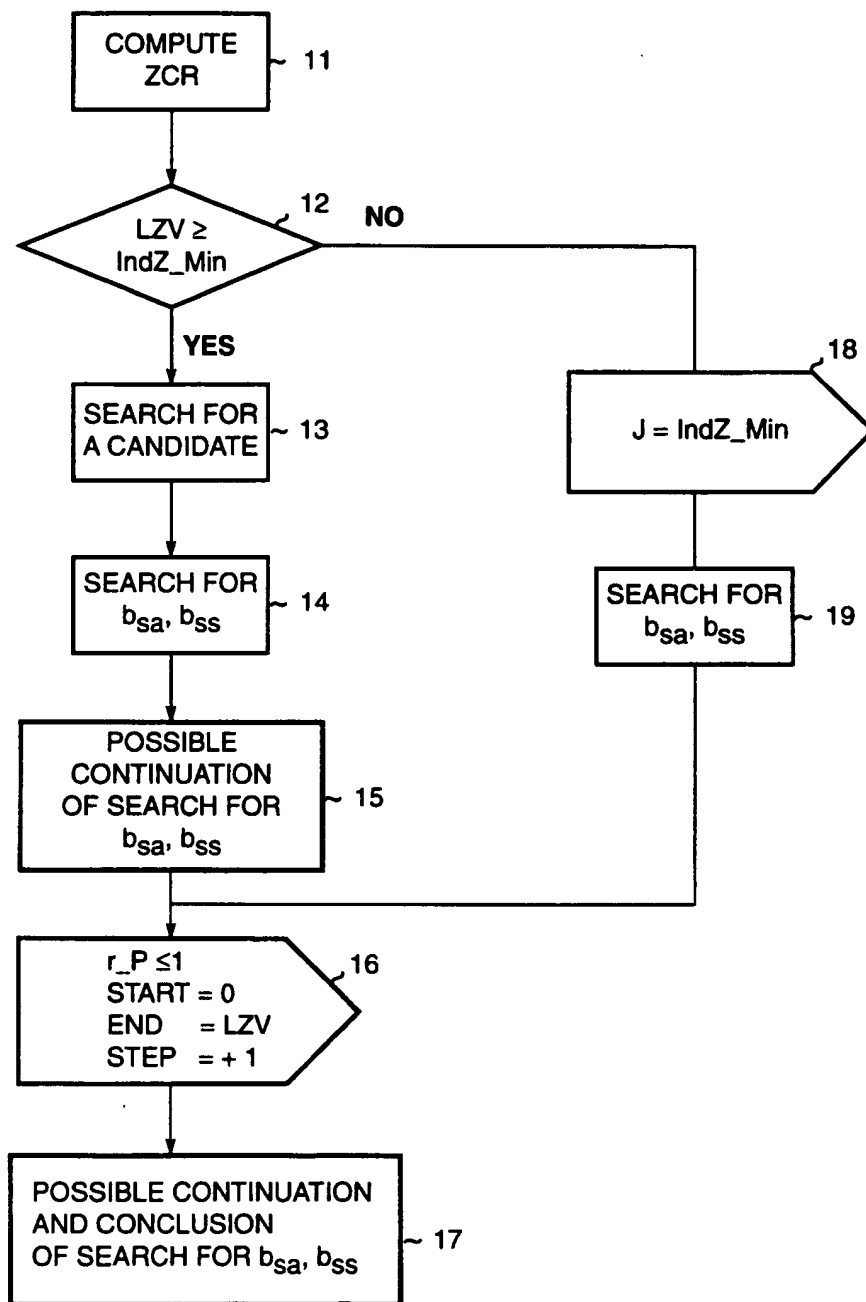 COMPUTE
ZCR
~ 11
12
LZV ≥
IndZ_Min
NO
YES
SEARCH FOR
A CANDIDATE
~ 13
18
J = IndZ_Min
SEARCH FOR
bsa, bss
~ 14
SEARCH FOR
bsa, bss
~ 19
POSSIBLE
CONTINUATION
OF SEARCH FOR
bsa, bss
~ 15
16
r_P ≤1
START = 0
END = LZV
STEP = + 1
POSSIBLE CONTINUATION
AND CONCLUSION
OF SEARCH FOR bsa, bss
~ 17